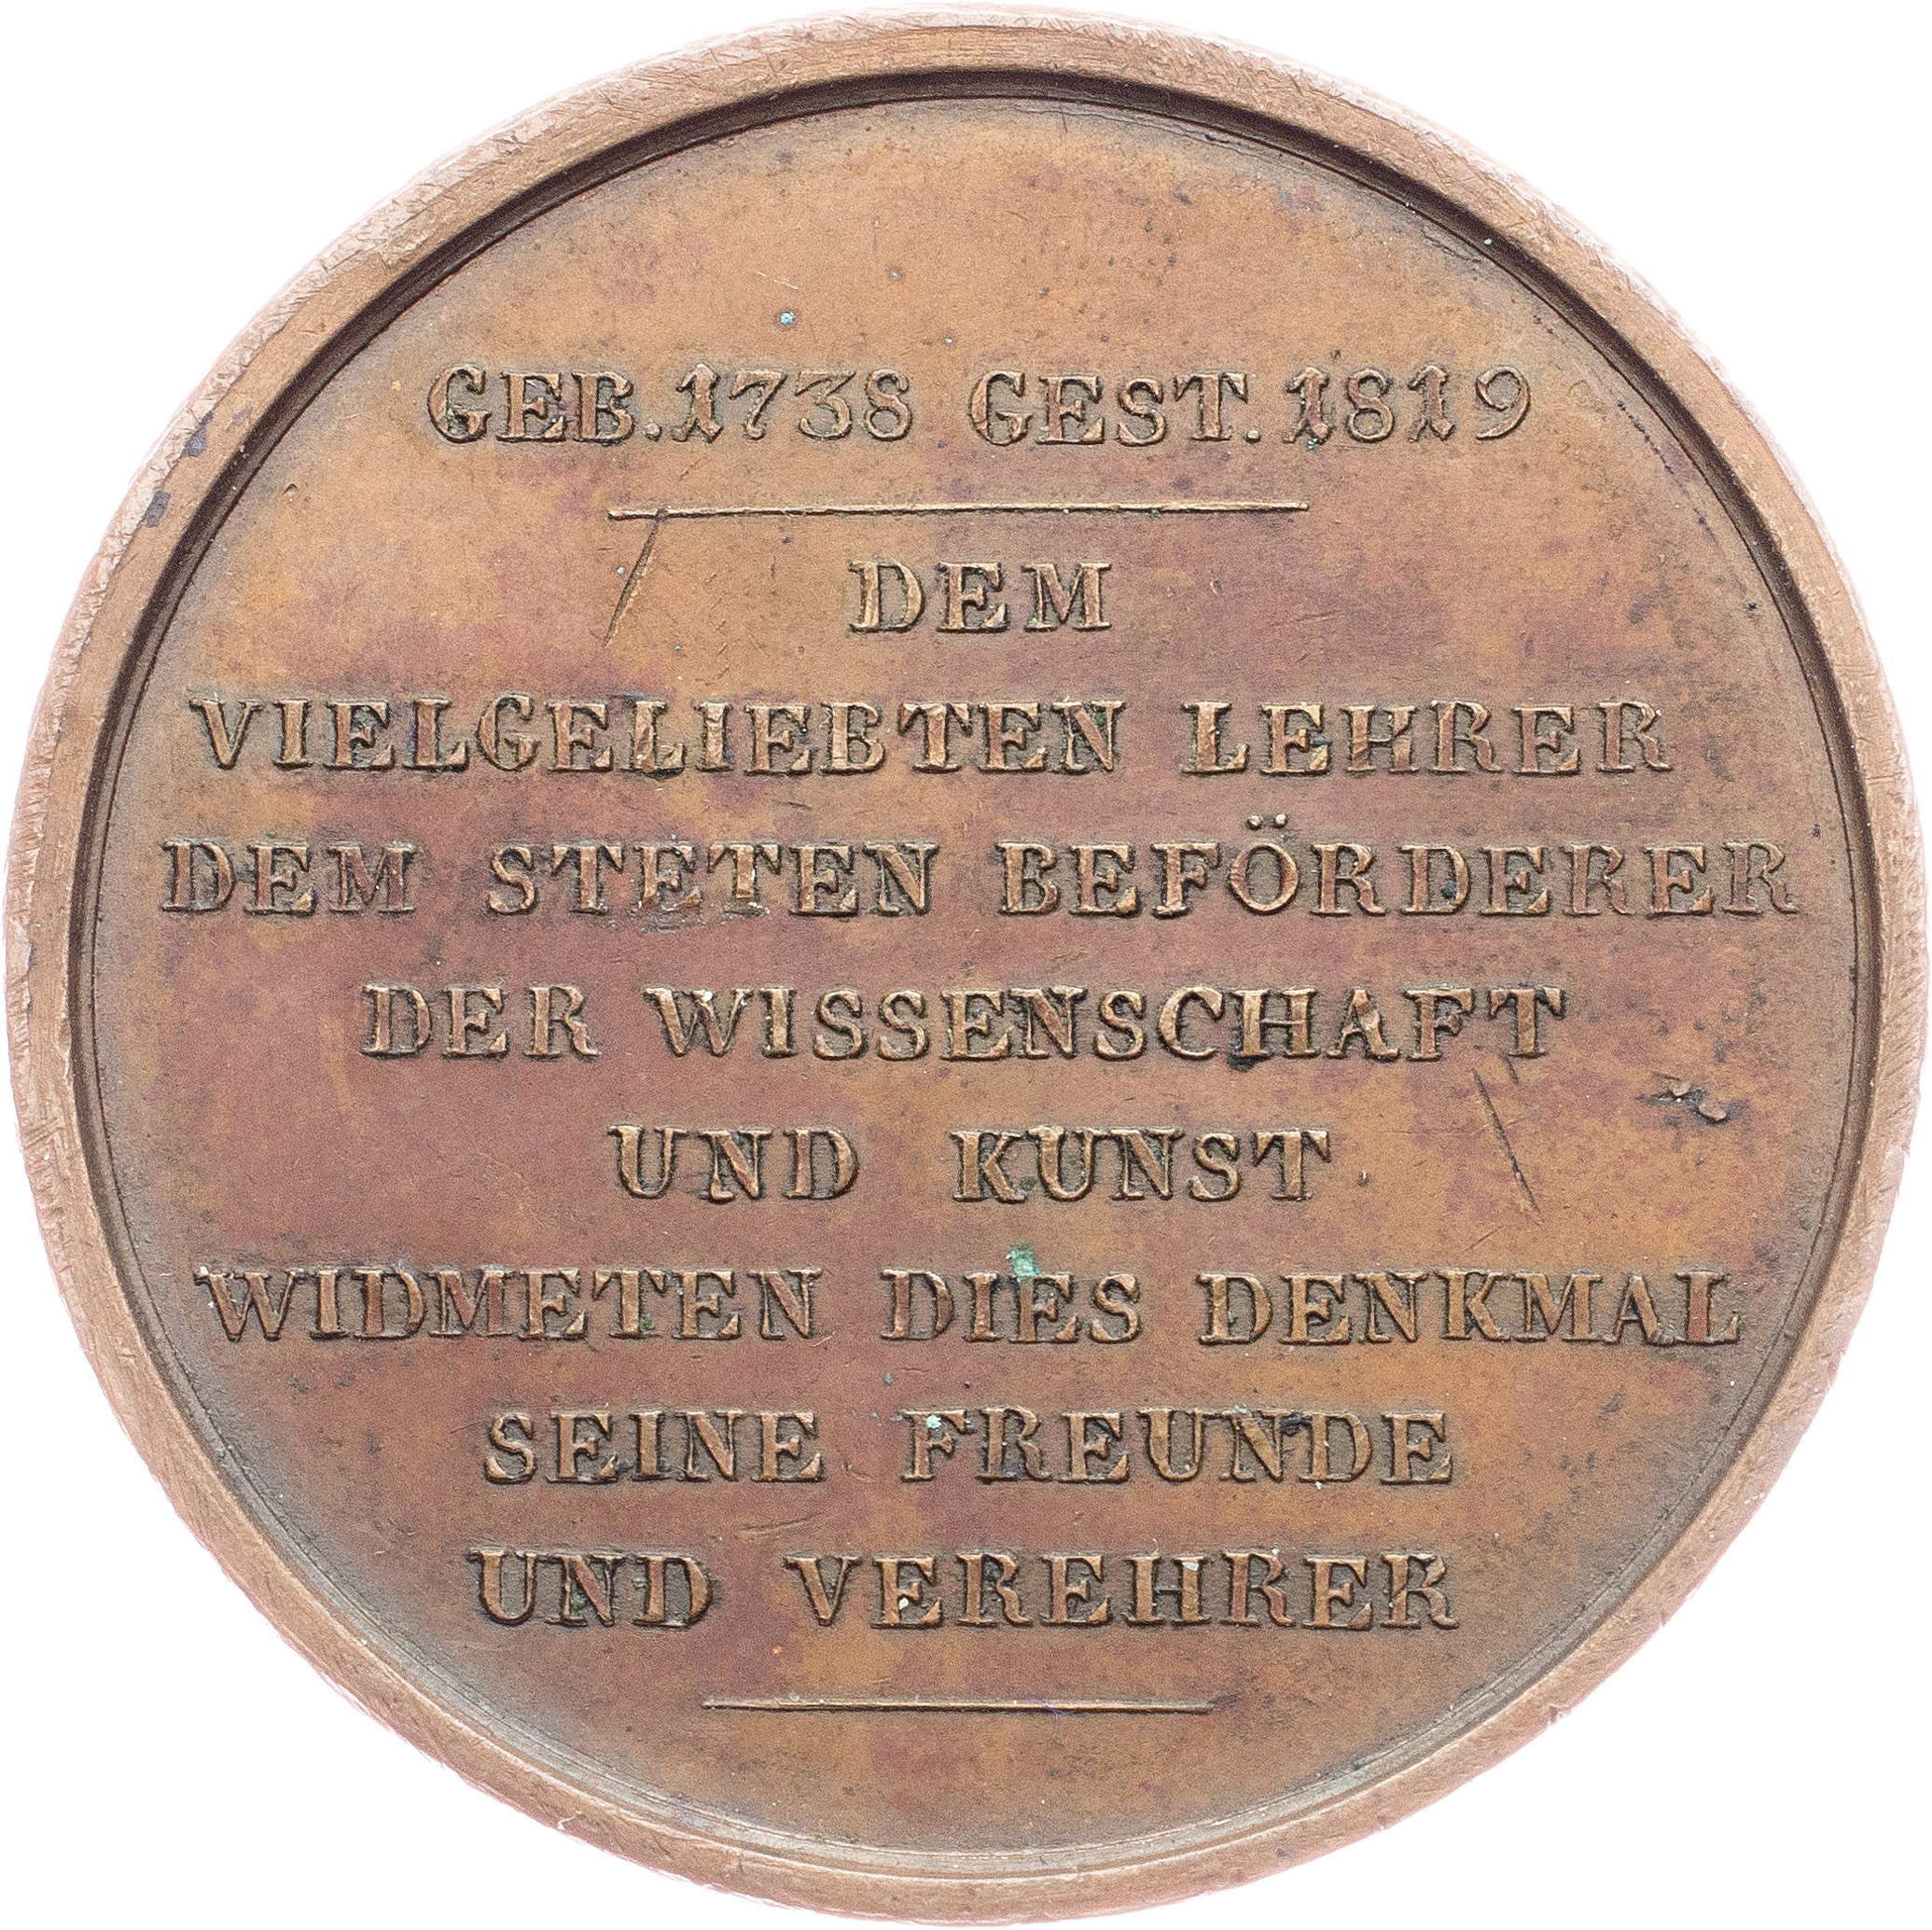 GEB. 1738 GEST. 1819
DEM
VIELGELIEBTEN LEHRER
DEM STETEN BEFÖRDERER
DER WISSENSCHAFT
UND KUNST
WIDMETEN DIES DENKMAL
SEINE FREUNDE
UND VEREHRER